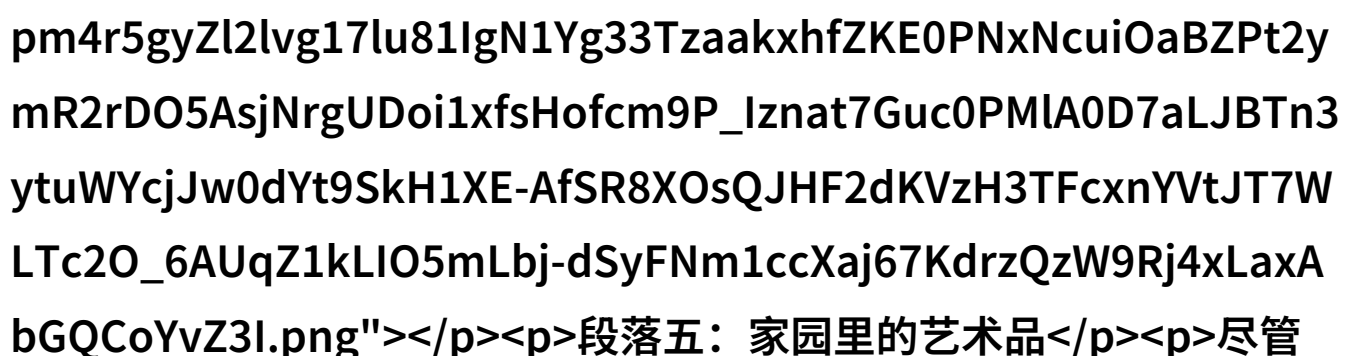 pm4r5gyZl2lvg17lu81IgN1Yg33TzaakxhfZKE0PNxNcuiOaBZPt2y
mR2rDO5AsjNrgUDoi1xfsHofcm9P_Iznat7Guc0PMlA0D7aLJBTn3
ytuWYcjJw0dYt9SkH1XE-AfSR8XOsQJHF2dKVzH3TFcxnYVtJT7W
LTc2O_6AUqZ1kLIO5mLbj-dSyFNm1ccXaj67KdrzQzW9Rj4xLaxA
bGQCoYvZ3I.png"></p><p>段落五：家园里的艺术品</p><p>尽管